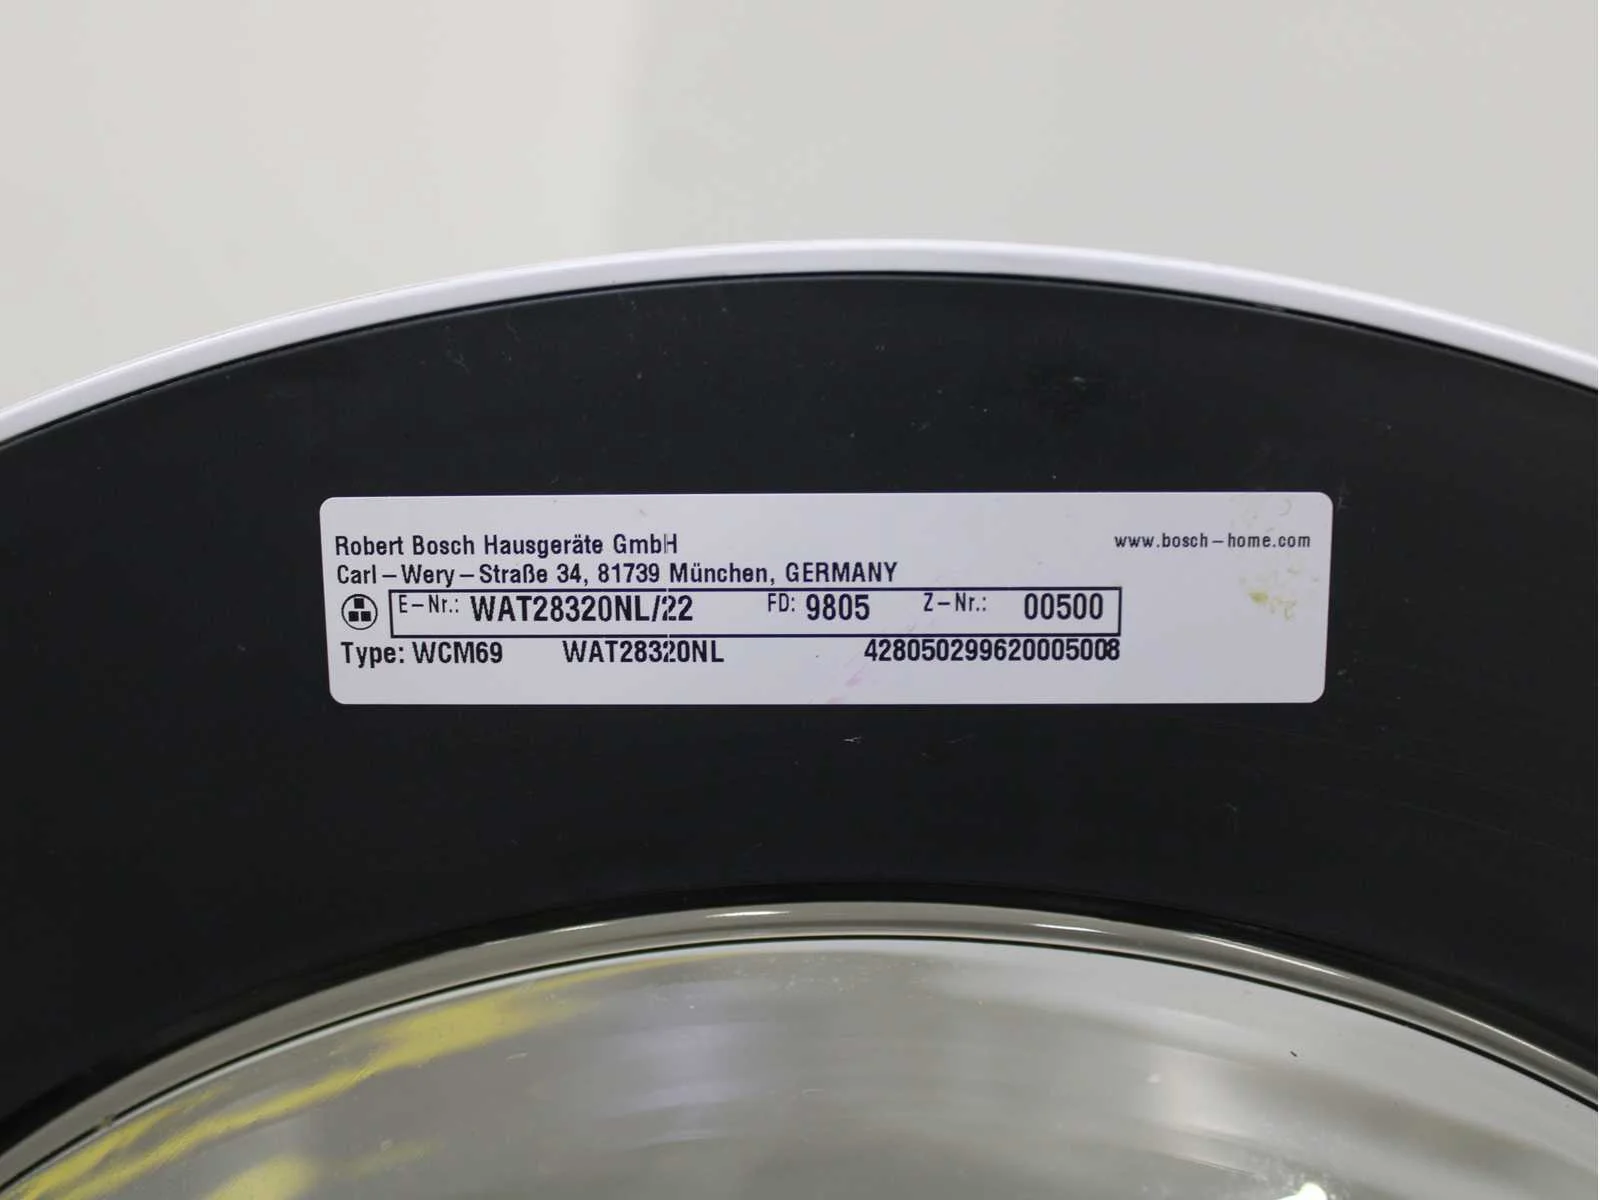 Robert Bosch Hausgeräte GmbH
www.bosch-home.com
Carl-Wery-Straße 34, 81739 München, GERMANY
E-Nr.: WAT28320NL/22 FD: 9805 Z-Nr.: 00500
Type: WCM69 WAT28320NL 428050299620005008